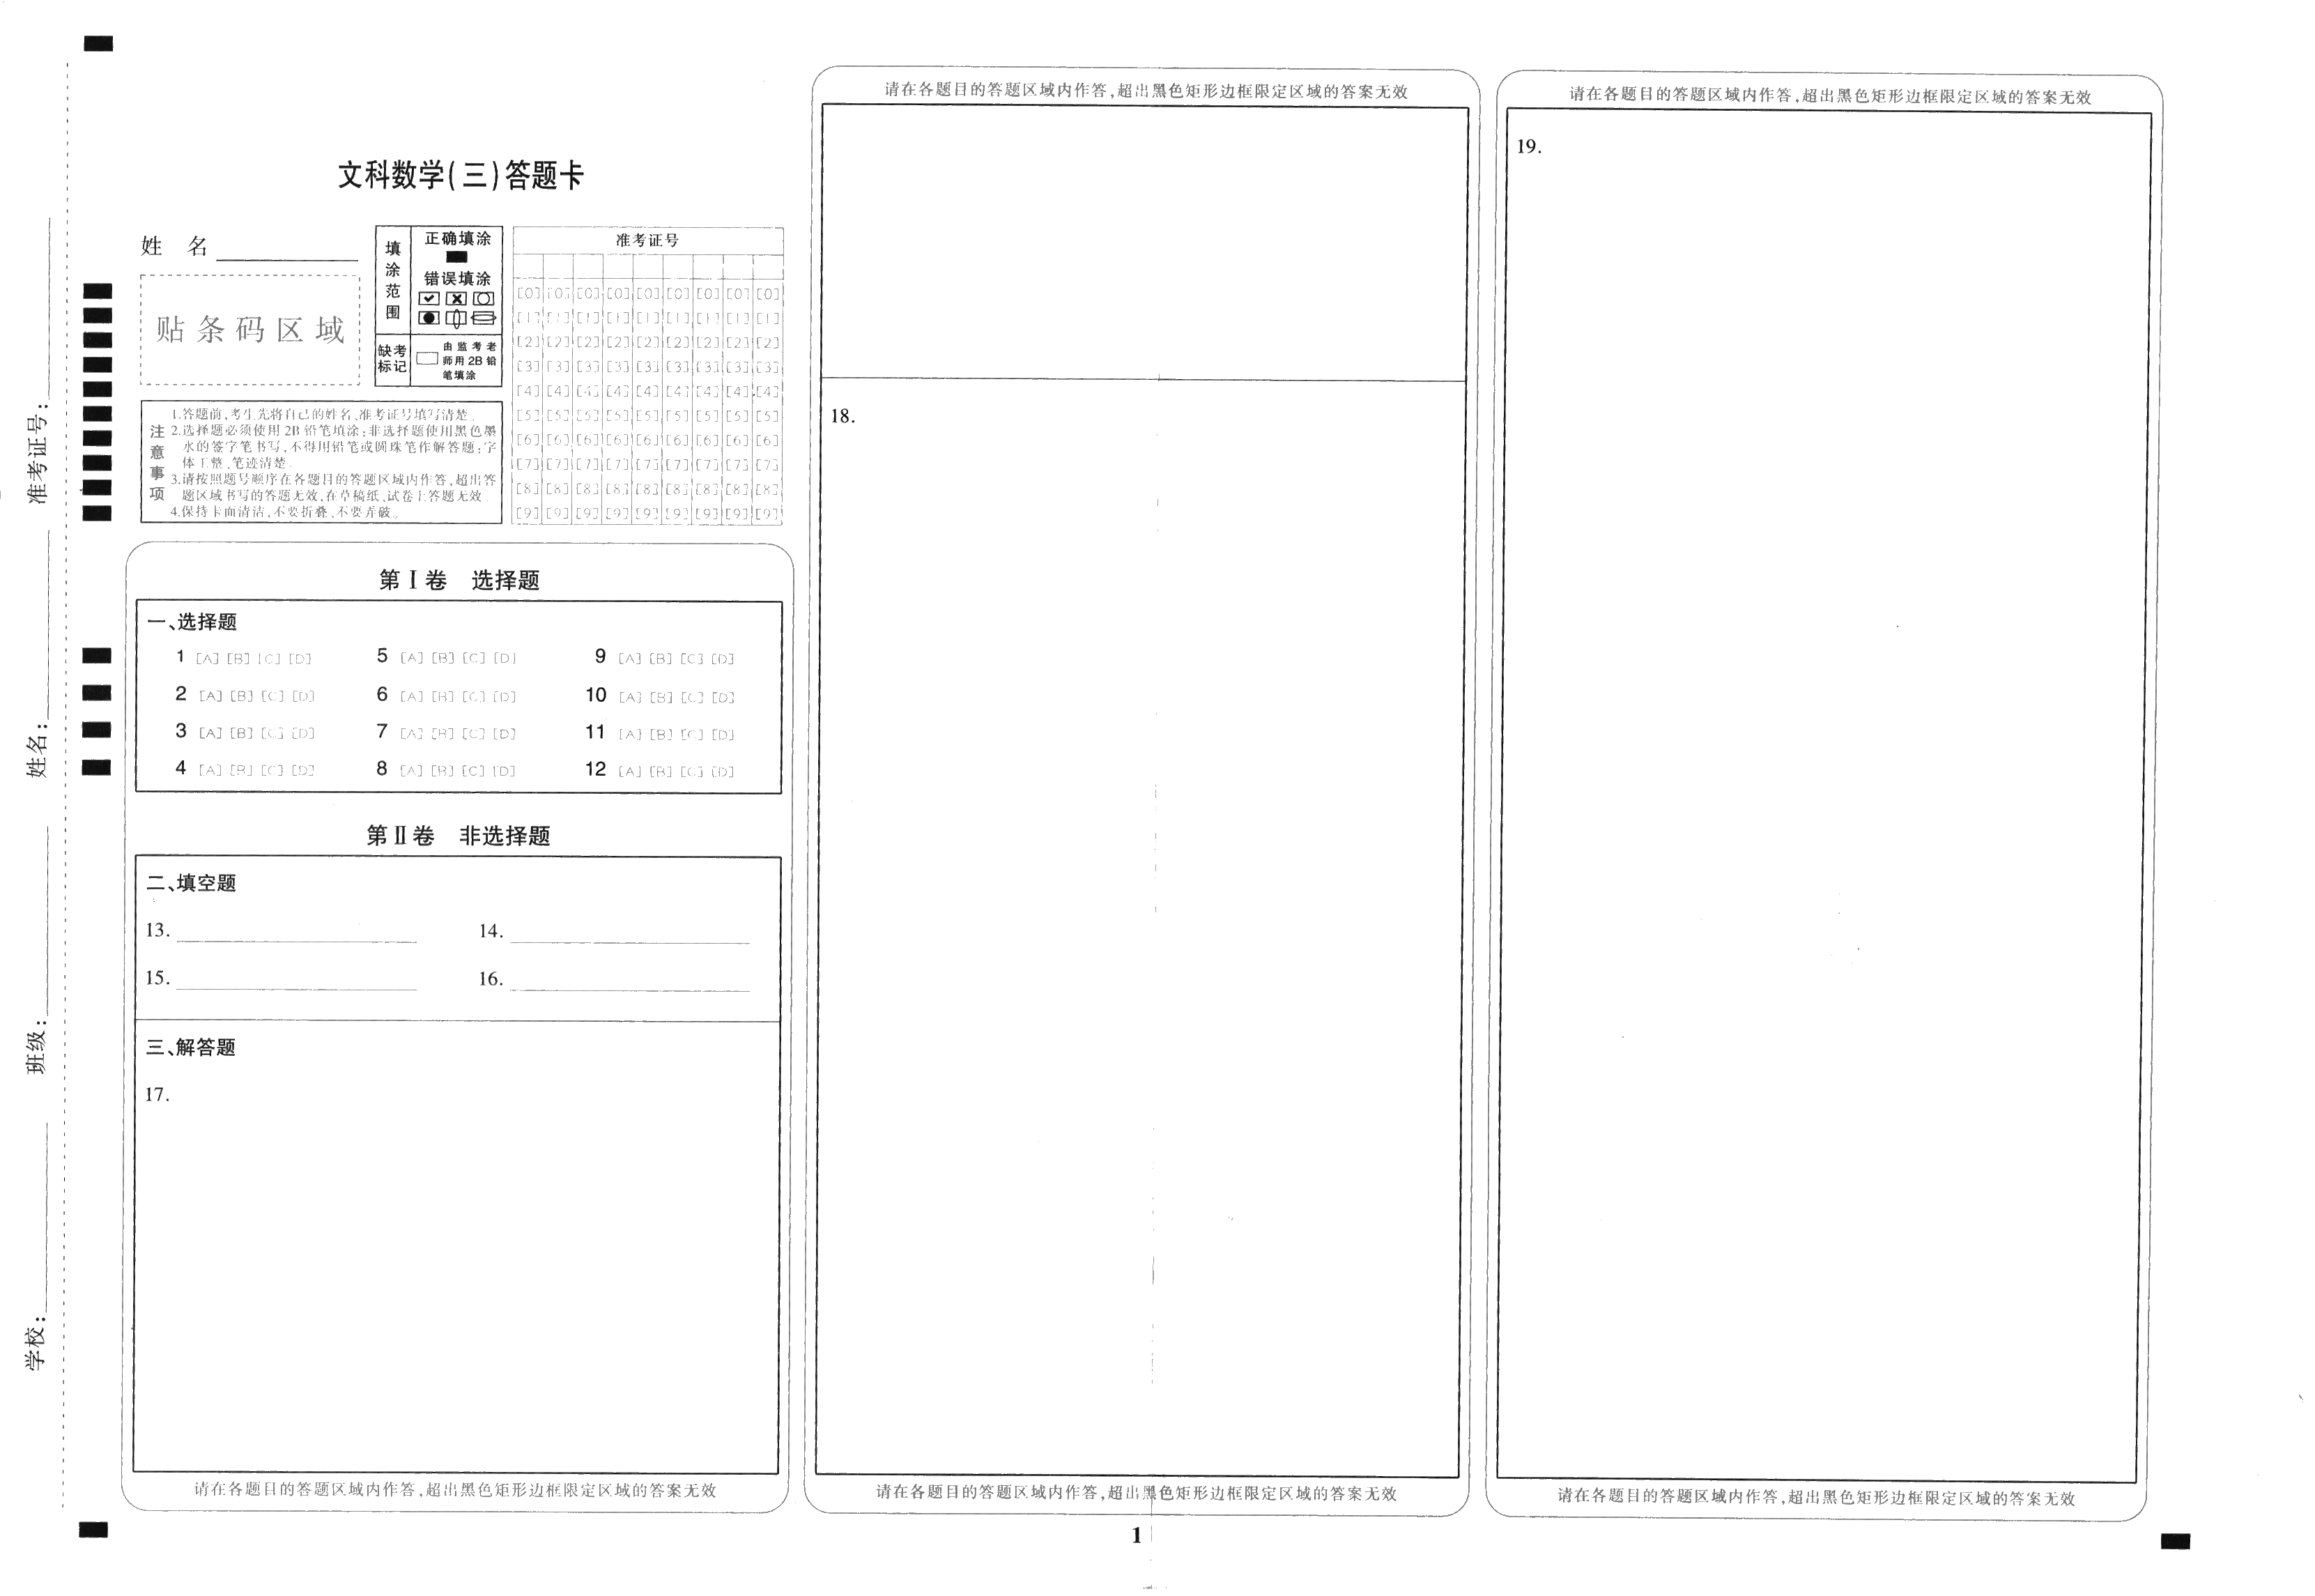 文科数学(三)答题卡
姓 名
贴条码区域
填涂范围
正确填涂
错误填涂
缺考标记
由监考老师用2B铅笔填涂
准考证号
[0] [0] [0] [0] [0] [0] [0] [0] [0]
[1] [1] [1] [1] [1] [1] [1] [1] [1]
[2] [2] [2] [2] [2] [2] [2] [2] [2]
[3] [3] [3] [3] [3] [3] [3] [3] [3]
[4] [4] [4] [4] [4] [4] [4] [4] [4]
[5] [5] [5] [5] [5] [5] [5] [5] [5]
[6] [6] [6] [6] [6] [6] [6] [6] [6]
[7] [7] [7] [7] [7] [7] [7] [7] [7]
[8] [8] [8] [8] [8] [8] [8] [8] [8]
[9] [9] [9] [9] [9] [9] [9] [9] [9]
注意事项
1.答题前,考生先将自己的姓名,准考证号填写清楚。
2.选择题必须使用2B铅笔填涂;非选择题使用黑色墨
水的签字笔书写,不得用铅笔或圆珠笔作解答题;字
体工整、笔迹清楚。
3.请按照题号顺序在各题目的答题区域内作答,超出答
题区域书写的答题无效,在草稿纸、试卷上答题无效
4.保持卡面清洁,不要折叠、不要弄破。
第Ⅰ卷 选择题
一、选择题
1 [A] [B] [C] [D] 5 [A] [B] [C] [D] 9 [A] [B] [C] [D]
2 [A] [B] [C] [D] 6 [A] [B] [C] [D] 10 [A] [B] [C] [D]
3 [A] [B] [C] [D] 7 [A] [B] [C] [D] 11 [A] [B] [C] [D]
4 [A] [B] [C] [D] 8 [A] [B] [C] [D] 12 [A] [B] [C] [D]
第Ⅱ卷 非选择题
二、填空题
13. 14.
15. 16.
三、解答题
17.
请在各题目的答题区域内作答,超出黑色矩形边框限定区域的答案无效
请在各题目的答题区域内作答,超出黑色矩形边框限定区域的答案无效
18.
请在各题目的答题区域内作答,超出黑色矩形边框限定区域的答案无效
请在各题目的答题区域内作答,超出黑色矩形边框限定区域的答案无效
19.
请在各题目的答题区域内作答,超出黑色矩形边框限定区域的答案无效
学校: 班级: 姓名: 准考证号:
1